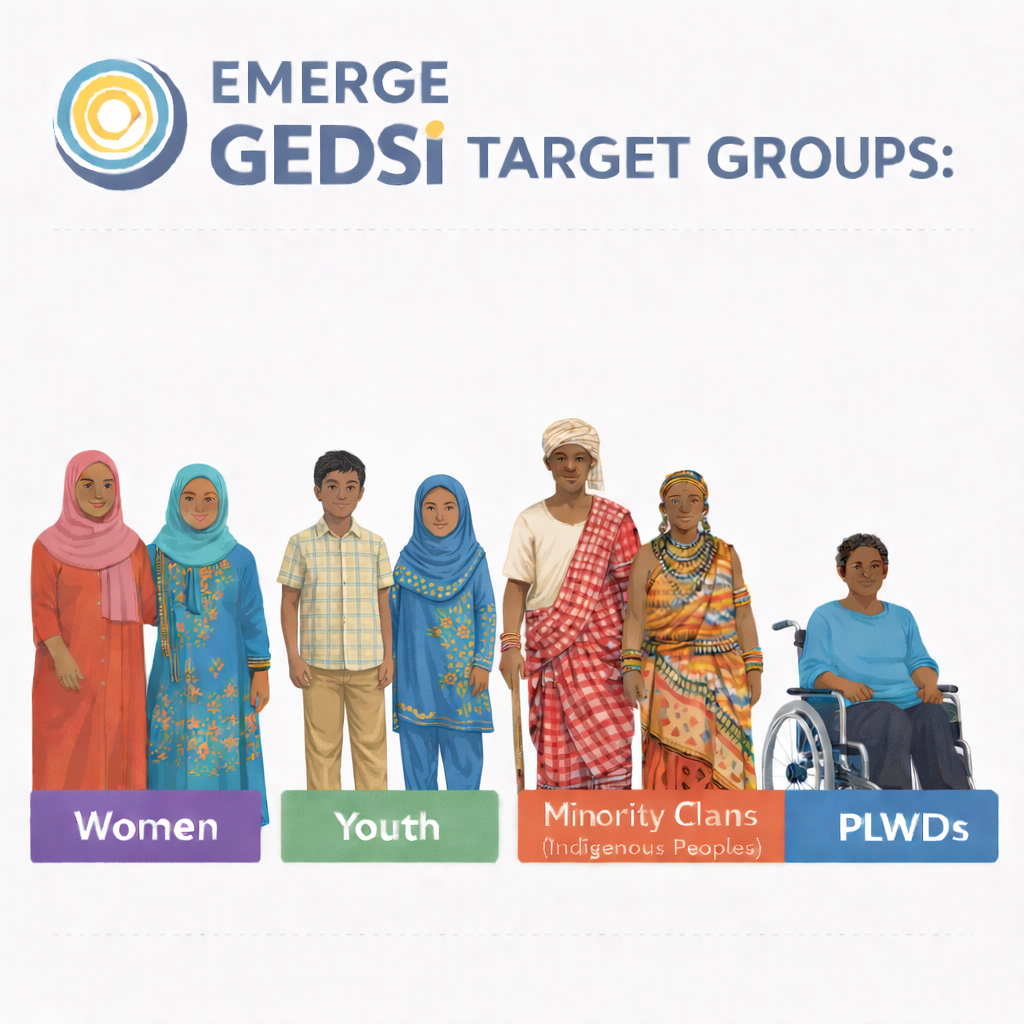 EMERGE
GEDSi TARGET GROUPS:
Women
Youth
Minority Clans
(Indigenous Peoples)
PLWDs